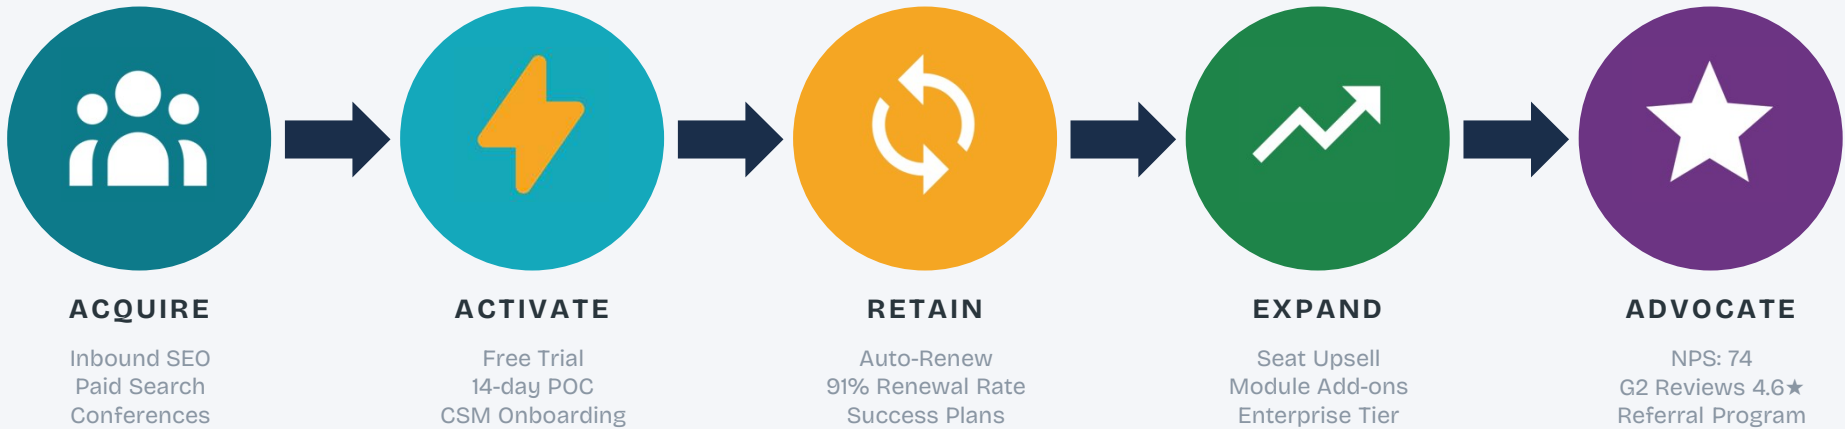 ACQUIRE
Inbound SEO
Paid Search
Conferences
ACTIVATE
Free Trial
14-day POC
CSM Onboarding
RETAIN
Auto-Renew
91% Renewal Rate
Success Plans
EXPAND
Seat Upsell
Module Add-ons
Enterprise Tier
ADVOCATE
NPS: 74
G2 Reviews 4.6★
Referral Program